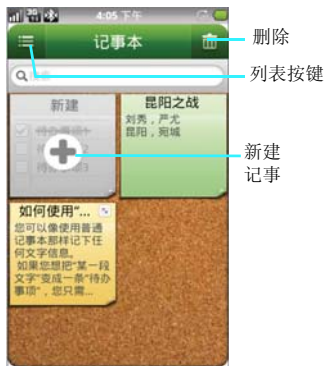 4:05 下午
记事本
删除
列表按键
新建
待办事项1
2
待办事项3
昆阳之战
刘秀，严尤
昆阳，宛城
新建
记事
如何使用“...
您可以像使用普通
记事本那样记下任
何文字信息。
如果您想把“某一段
文字”变成一条“待办
事项”，您只需...